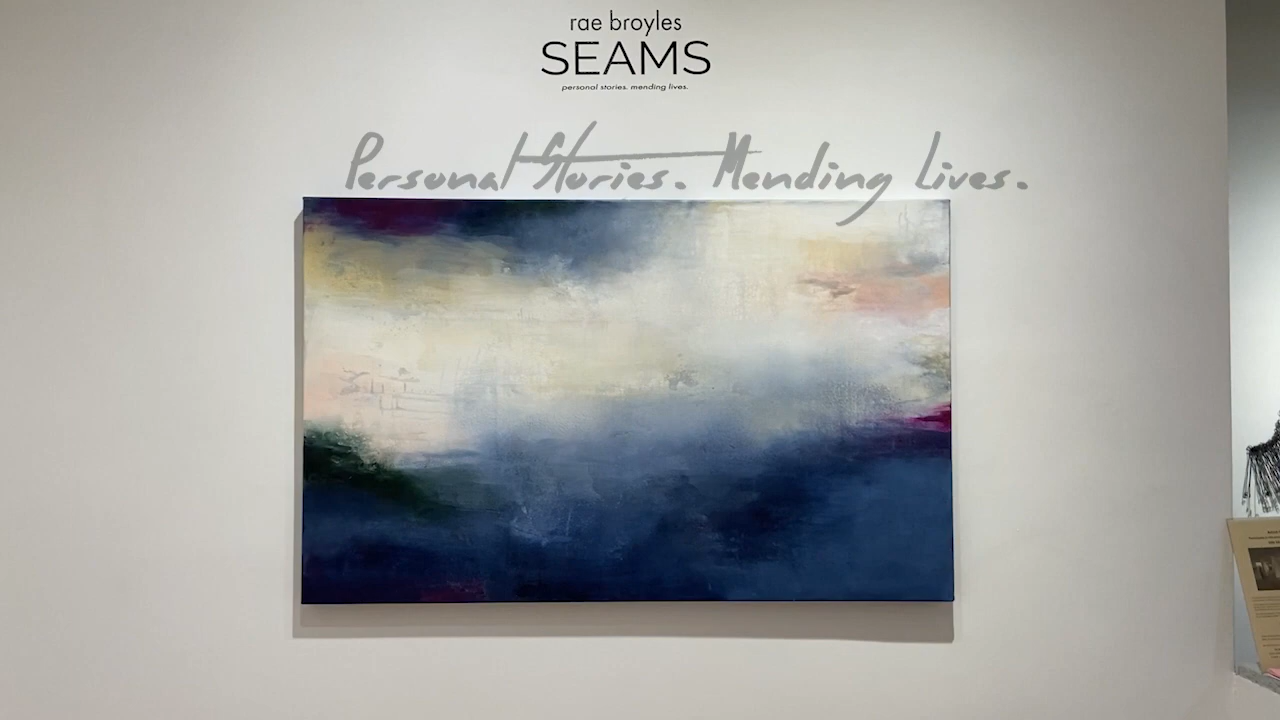 rae broyles
SEAMS
personal stories. mending lives.
Personal Stories. Mending Lives.